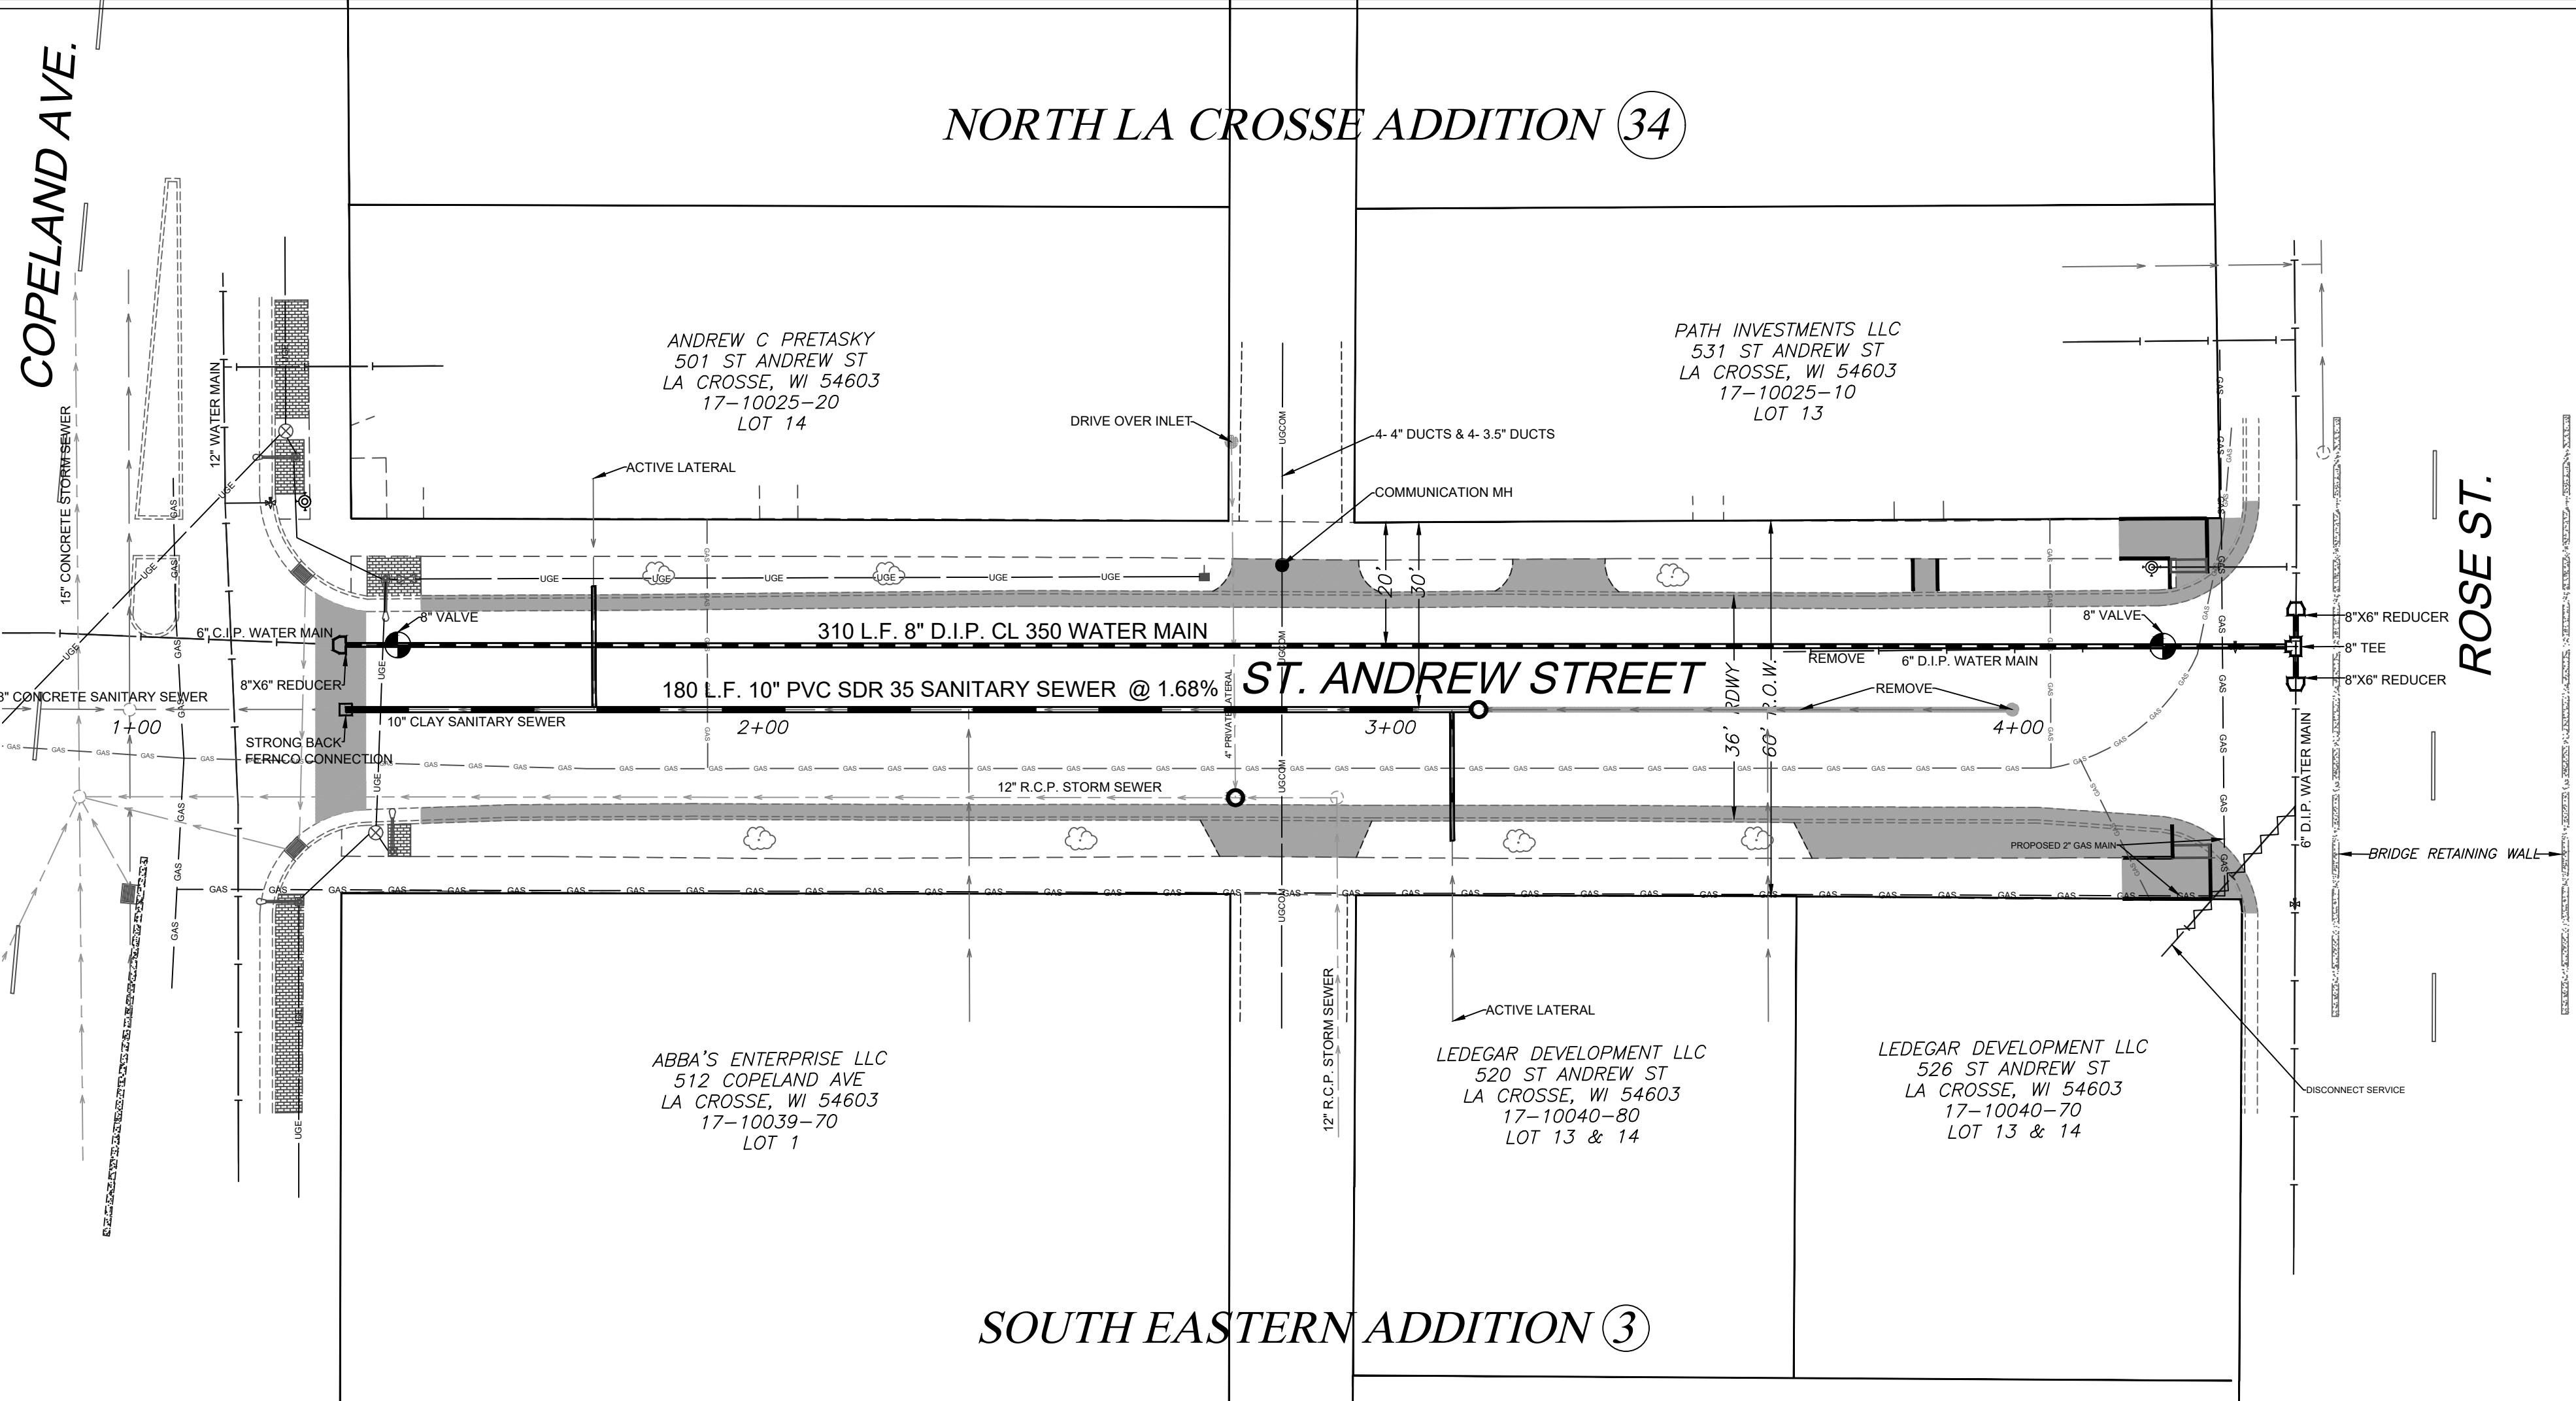 COPELAND AVE.
NORTH LA CROSSE ADDITION 34
ANDREW C PRETASKY
501 ST ANDREW ST
LA CROSSE, WI 54603
17-10025-20
LOT 14
PATH INVESTMENTS LLC
531 ST ANDREW ST
LA CROSSE, WI 54603
17-10025-10
LOT 13
15" CONCRETE STORM SEWER
12" WATER MAIN
DRIVE OVER INLET
4- 4" DUCTS & 4- 3.5" DUCTS
ACTIVE LATERAL
COMMUNICATION MH
UGCOM
UGE
GAS
ROSE ST.
20'
30'
6" C.I.P. WATER MAIN
8" VALVE
310 L.F. 8" D.I.P. CL 350 WATER MAIN
8" VALVE
8"X6" REDUCER
8" TEE
8"X6" REDUCER
8"X6" REDUCER
180 L.F. 10" PVC SDR 35 SANITARY SEWER @ 1.68%
ST. ANDREW STREET
REMOVE
6" D.I.P. WATER MAIN
REMOVE
36' RDWY
60' R.O.W.
4" PRIVATE LATERAL
8" CONCRETE SANITARY SEWER
10" CLAY SANITARY SEWER
1+00
2+00
3+00
4+00
STRONG BACK
FERNCO CONNECTION
12" R.C.P. STORM SEWER
6" D.I.P. WATER MAIN
PROPOSED 2" GAS MAIN
BRIDGE RETAINING WALL
12" R.C.P. STORM SEWER
ACTIVE LATERAL
ABBA'S ENTERPRISE LLC
512 COPELAND AVE
LA CROSSE, WI 54603
17-10039-70
LOT 1
LEDEGAR DEVELOPMENT LLC
520 ST ANDREW ST
LA CROSSE, WI 54603
17-10040-80
LOT 13 & 14
LEDEGAR DEVELOPMENT LLC
526 ST ANDREW ST
LA CROSSE, WI 54603
17-10040-70
LOT 13 & 14
DISCONNECT SERVICE
SOUTH EASTERN ADDITION 3